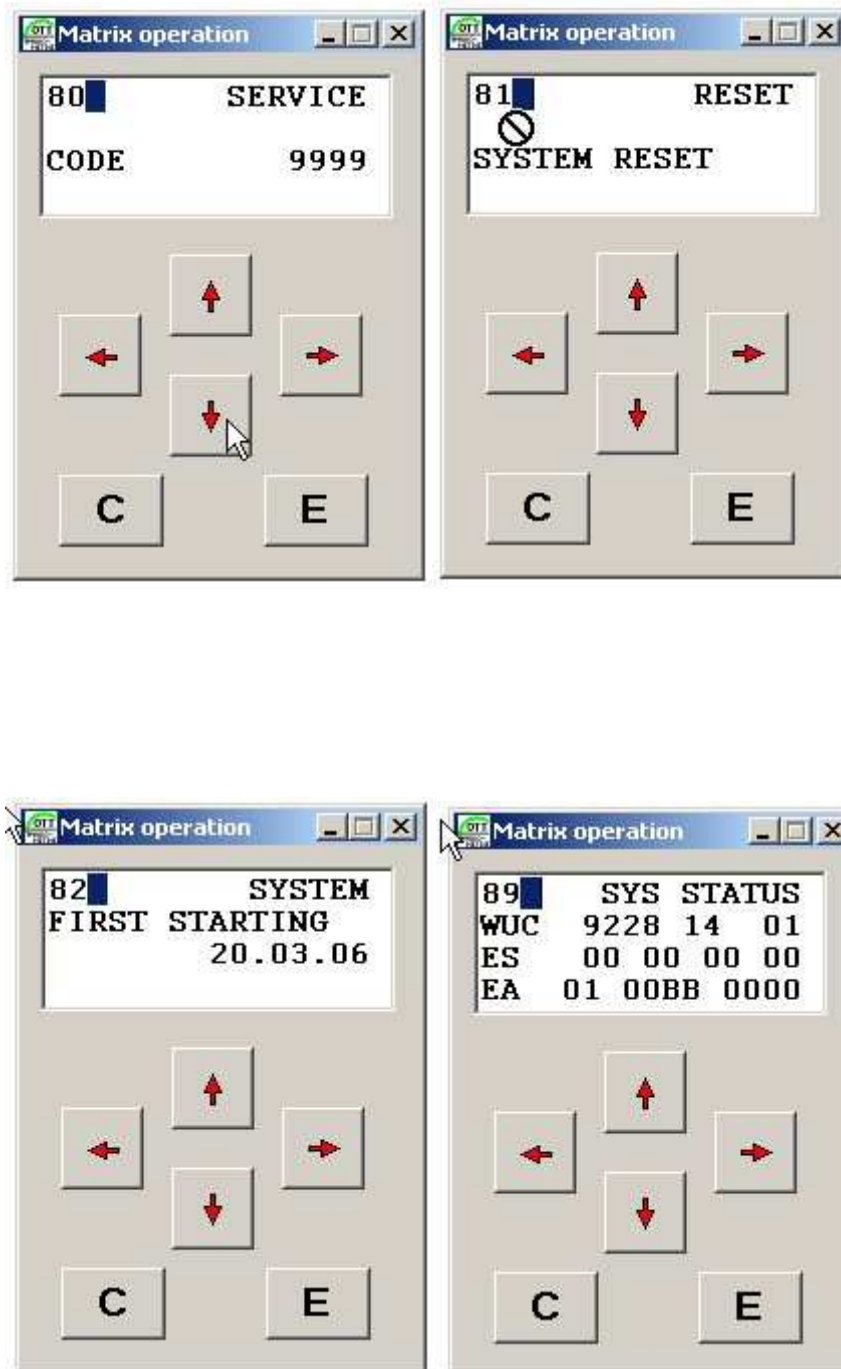 Matrix operation
80 SERVICE
CODE 9999
C E
Matrix operation
81 RESET
SYSTEM RESET
C E
Matrix operation
82 SYSTEM
FIRST STARTING
20.03.06
C E
Matrix operation
89 SYS STATUS
WUC 9228 14 01
ES 00 00 00 00
EA 01 00BB 0000
C E